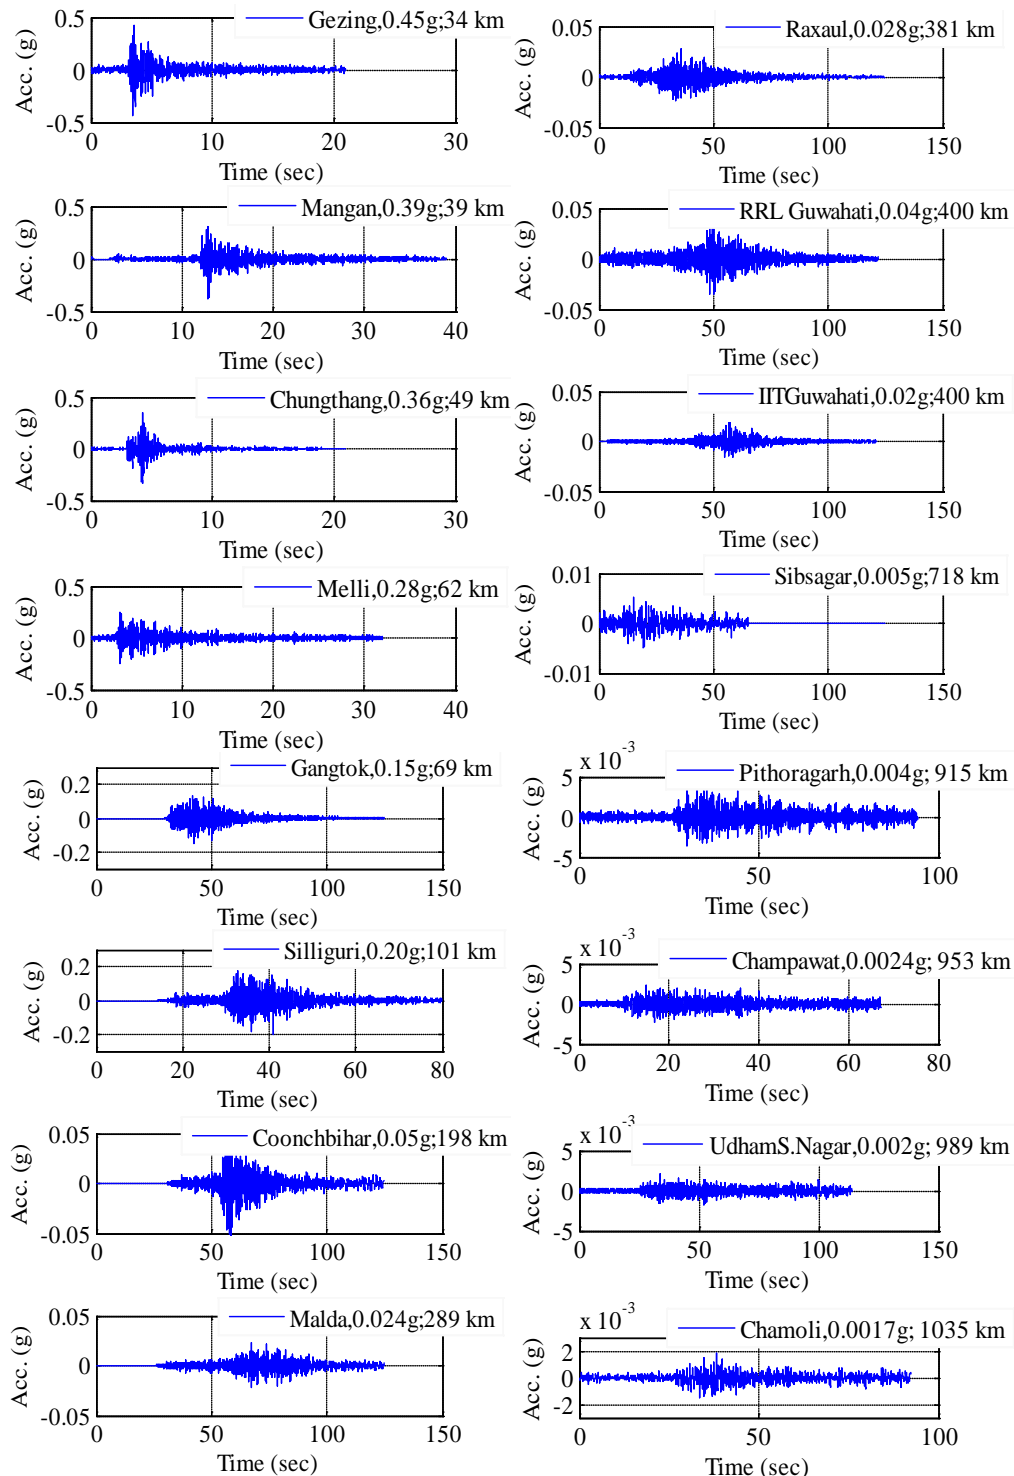 Gezing,0.45g;34 km
0.5
0
-0.5
Acc. (g)
0 10 20 30
Time (sec)
Mangan,0.39g;39 km
0.5
0
-0.5
Acc. (g)
0 10 20 30 40
Time (sec)
Chungthang,0.36g;49 km
0.5
0
-0.5
Acc. (g)
0 10 20 30
Time (sec)
Melli,0.28g;62 km
0.5
0
-0.5
Acc. (g)
0 10 20 30 40
Time (sec)
Gangtok,0.15g;69 km
0.2
0
-0.2
Acc. (g)
0 50 100 150
Time (sec)
Silliguri,0.20g;101 km
0.2
0
-0.2
Acc. (g)
0 20 40 60 80
Time (sec)
Coonchbihar,0.05g;198 km
0.05
0
-0.05
Acc. (g)
0 50 100 150
Time (sec)
Malda,0.024g;289 km
0.05
0
-0.05
Acc. (g)
0 50 100 150
Time (sec)
Raxaul,0.028g;381 km
0.05
0
-0.05
Acc. (g)
0 50 100 150
Time (sec)
RRL Guwahati,0.04g;400 km
0.05
0
-0.05
Acc. (g)
0 50 100 150
Time (sec)
IITGuwahati,0.02g;400 km
0.05
0
-0.05
Acc. (g)
0 50 100 150
Time (sec)
Sibsagar,0.005g;718 km
0.01
0
-0.01
Acc. (g)
0 50 100 150
Time (sec)
x 10-3
Pithoragarh,0.004g; 915 km
5
0
-5
Acc. (g)
0 50 100
Time (sec)
x 10-3
Champawat,0.0024g; 953 km
5
0
-5
Acc. (g)
0 20 40 60 80
Time (sec)
x 10-3
UdhamS.Nagar,0.002g; 989 km
5
0
-5
Acc. (g)
0 50 100 150
Time (sec)
x 10-3
Chamoli,0.0017g; 1035 km
2
0
-2
Acc. (g)
0 50 100
Time (sec)